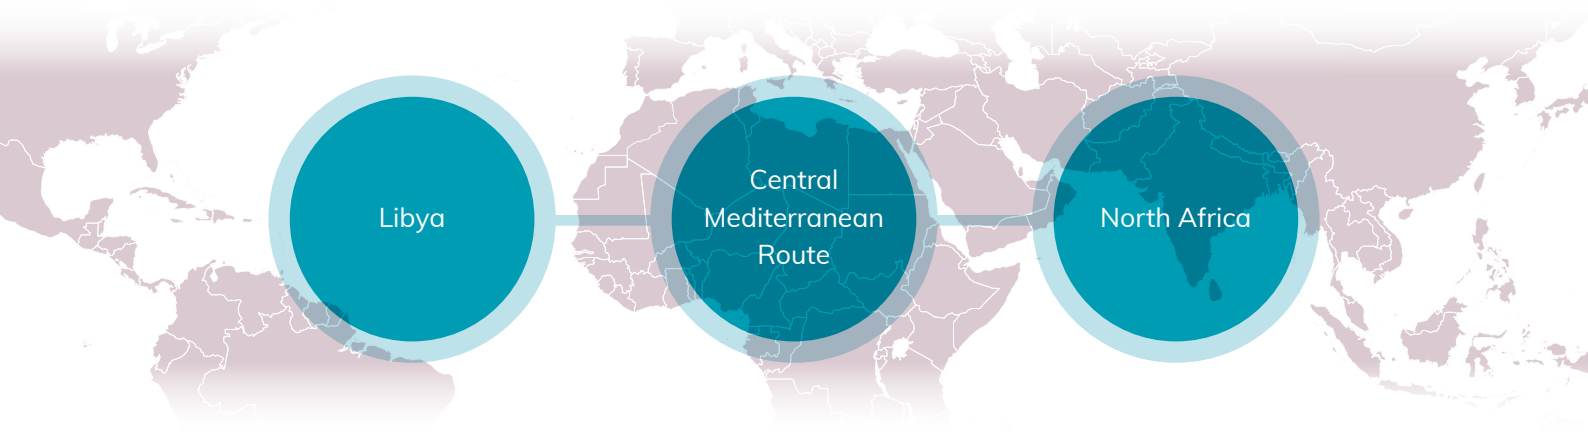 Libya
Central
Mediterranean
Route
North Africa